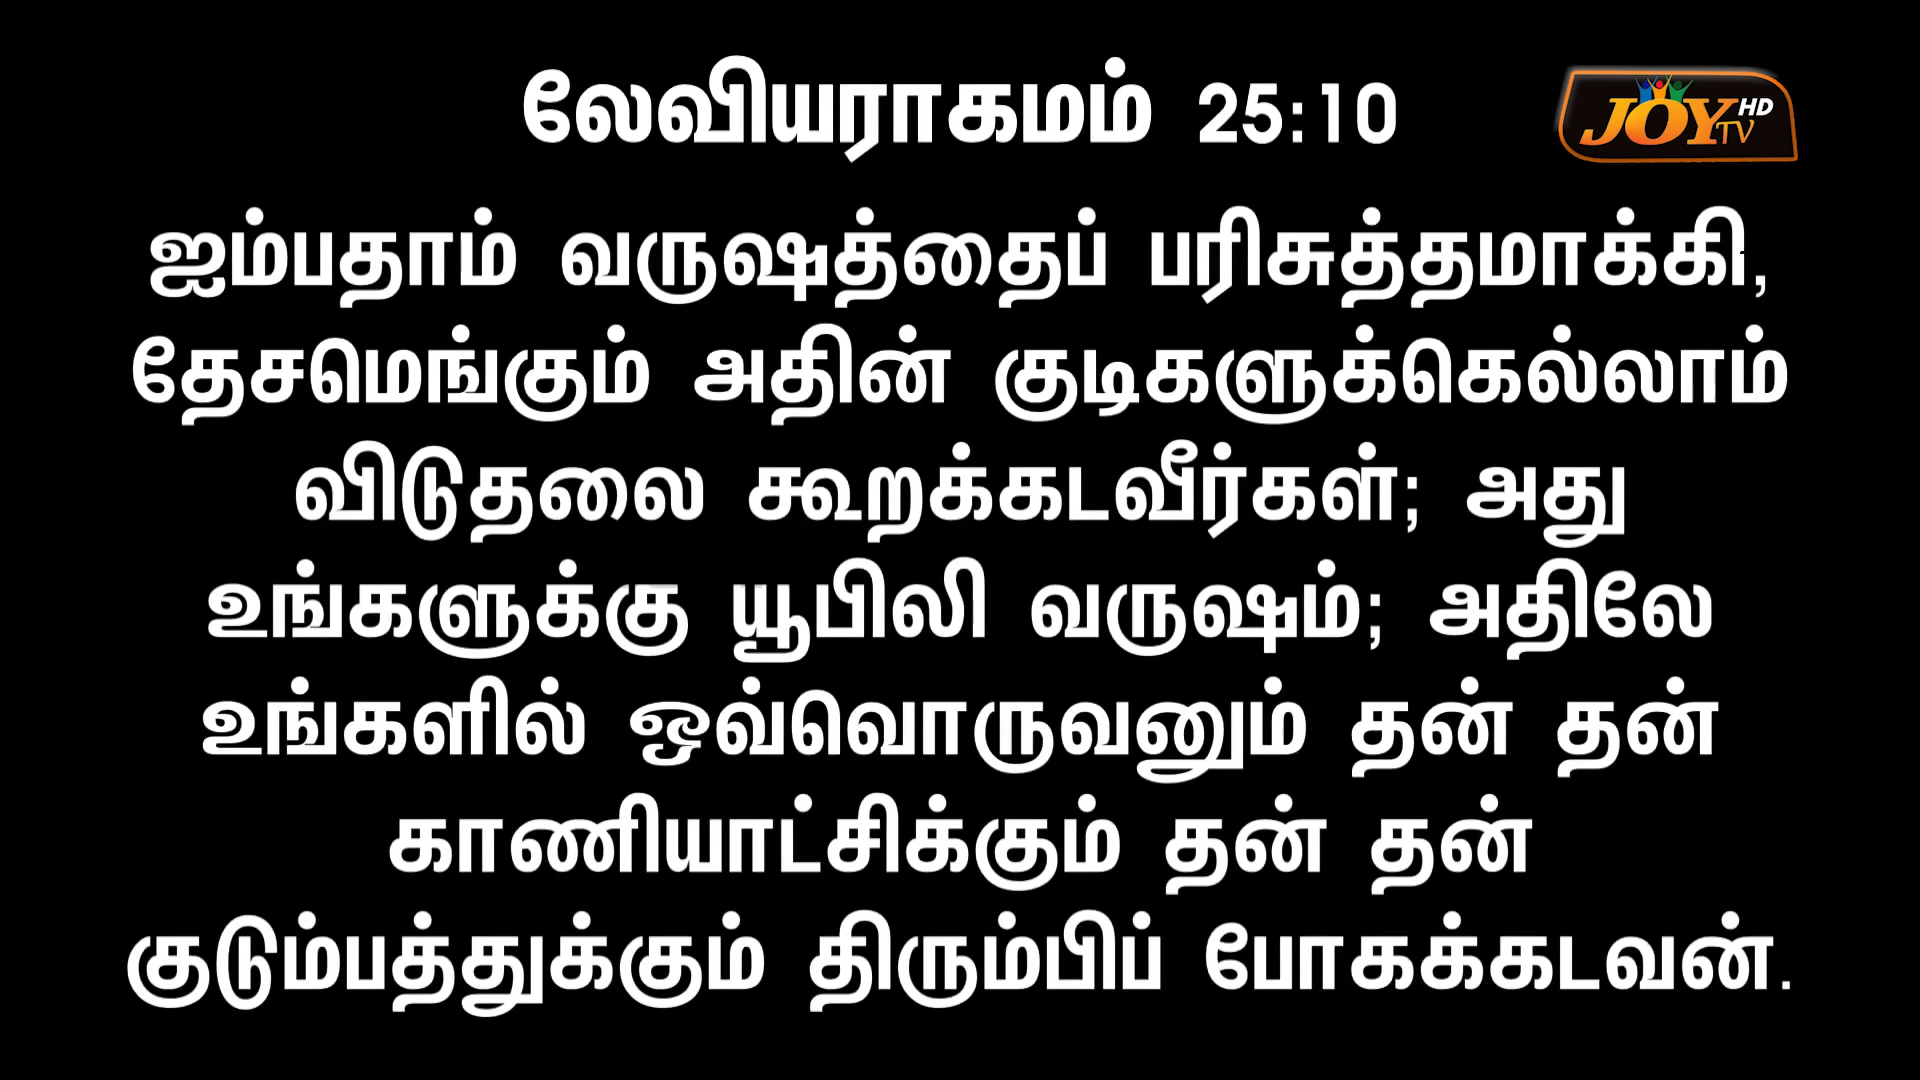 லேவியராகமம் 25:10
JOY TV HD
ஐம்பதாம் வருஷத்தைப் பரிசுத்தமாக்கி,
தேசமெங்கும் அதின் குடிகளுக்கெல்லாம்
விடுதலை கூறக்கடவீர்கள்; அது
உங்களுக்கு யூபிலி வருஷம்; அதிலே
உங்களில் ஒவ்வொருவனும் தன் தன்
காணியாட்சிக்கும் தன் தன்
குடும்பத்துக்கும் திரும்பிப் போகக்கடவன்.